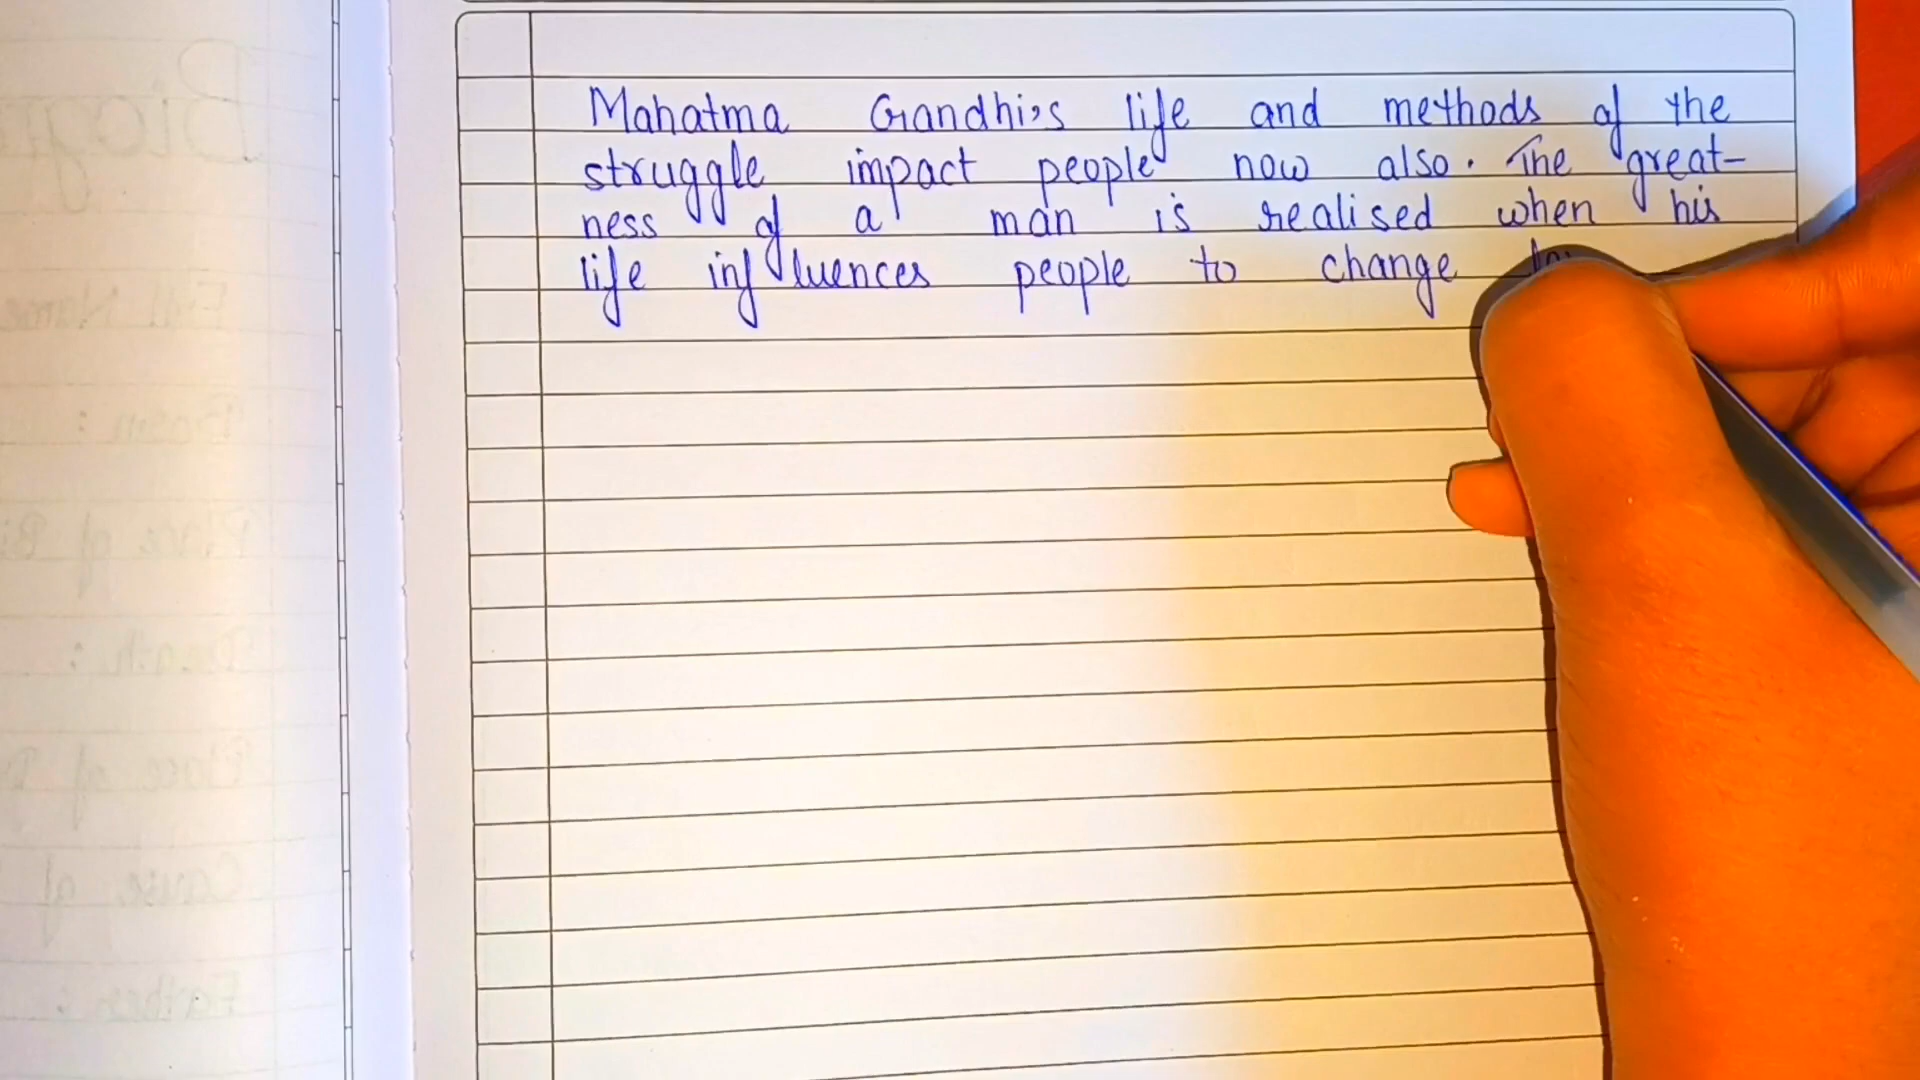 Mahatma Gandhi's life and methods of the
struggle impact people now also. The great-
ness of a man is realised when his
life influences people to change